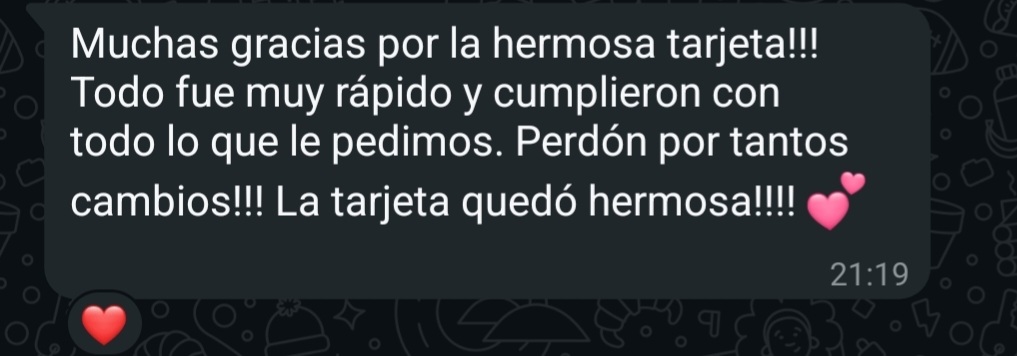 Muchas gracias por la hermosa tarjeta!!!
Todo fue muy rápido y cumplieron con
todo lo que le pedimos. Perdón por tantos
cambios!!! La tarjeta quedó hermosa!!!! 💕
21:19